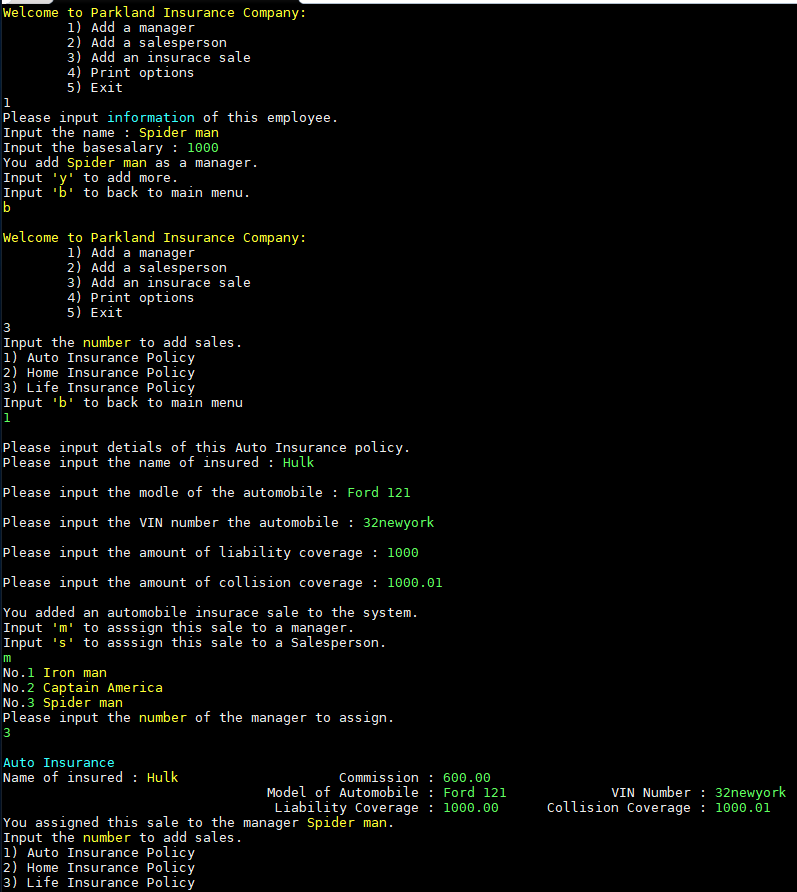 Welcome to Parkland Insurance Company:
1) Add a manager
2) Add a salesperson
3) Add an insurace sale
4) Print options
5) Exit
1
Please input information of this employee.
Input the name : Spider man
Input the basesalary : 1000
You add Spider man as a manager.
Input 'y' to add more.
Input 'b' to back to main menu.
b
Welcome to Parkland Insurance Company:
1) Add a manager
2) Add a salesperson
3) Add an insurace sale
4) Print options
5) Exit
3
Input the number to add sales.
1) Auto Insurance Policy
2) Home Insurance Policy
3) Life Insurance Policy
Input 'b' to back to main menu
1
Please input detials of this Auto Insurance policy.
Please input the name of insured : Hulk
Please input the modle of the automobile : Ford 121
Please input the VIN number the automobile : 32newyork
Please input the amount of liability coverage : 1000
Please input the amount of collision coverage : 1000.01
You added an automobile insurace sale to the system.
Input 'm' to asssign this sale to a manager.
Input 's' to asssign this sale to a Salesperson.
m
No.1 Iron man
No.2 Captain America
No.3 Spider man
Please input the number of the manager to assign.
3
Auto Insurance
Name of insured : Hulk Commission : 600.00
Model of Automobile : Ford 121 VIN Number : 32newyork
Liability Coverage : 1000.00 Collision Coverage : 1000.01
You assigned this sale to the manager Spider man.
Input the number to add sales.
1) Auto Insurance Policy
2) Home Insurance Policy
3) Life Insurance Policy